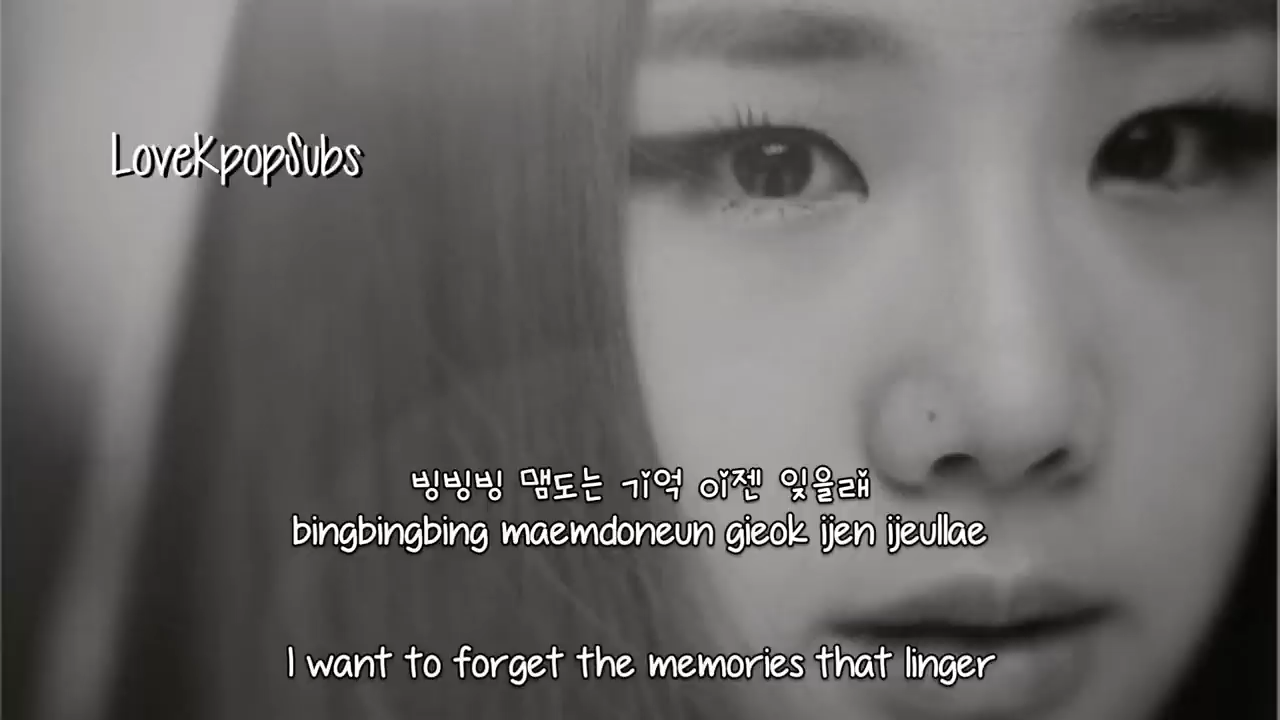 LoveKpopSubs
빙빙빙 맴도는 기억 이젠 잊을래
bingbingbing maemdoneun gieok ijen ijeullae
I want to forget the memories that linger